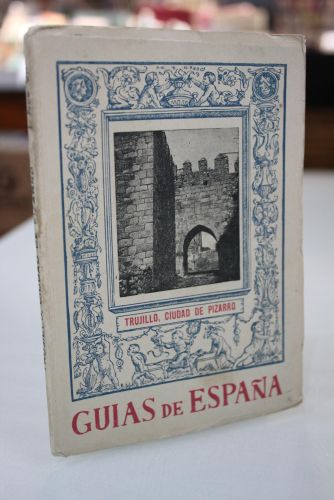 TRUJILLO, CIUDAD DE PIZARRO
GUIAS DE ESPAÑA